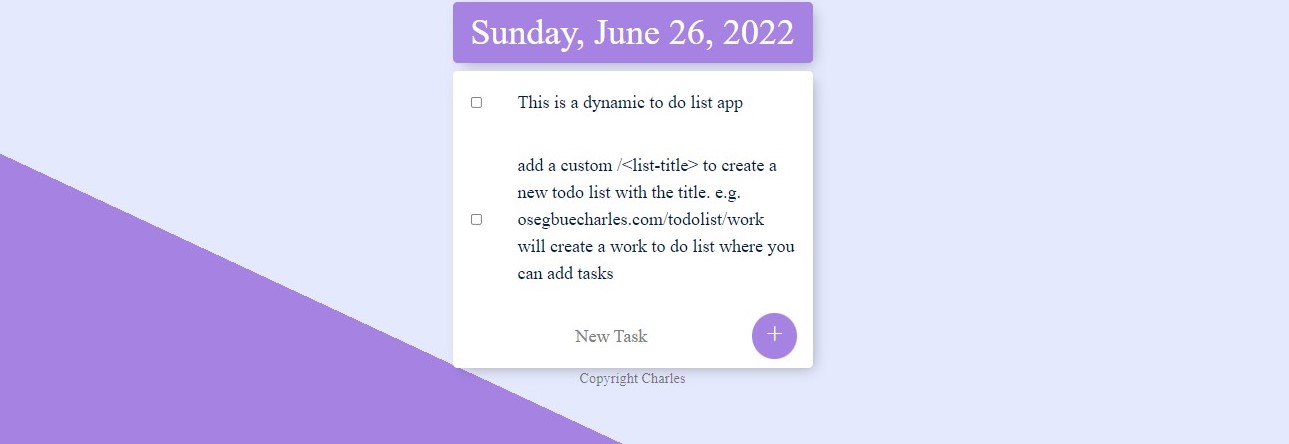 Sunday, June 26, 2022
This is a dynamic to do list app
add a custom /<list-title> to create a
new todo list with the title. e.g.
osegbuecharles.com/todolist/work
will create a work to do list where you
can add tasks
New Task
+
Copyright Charles